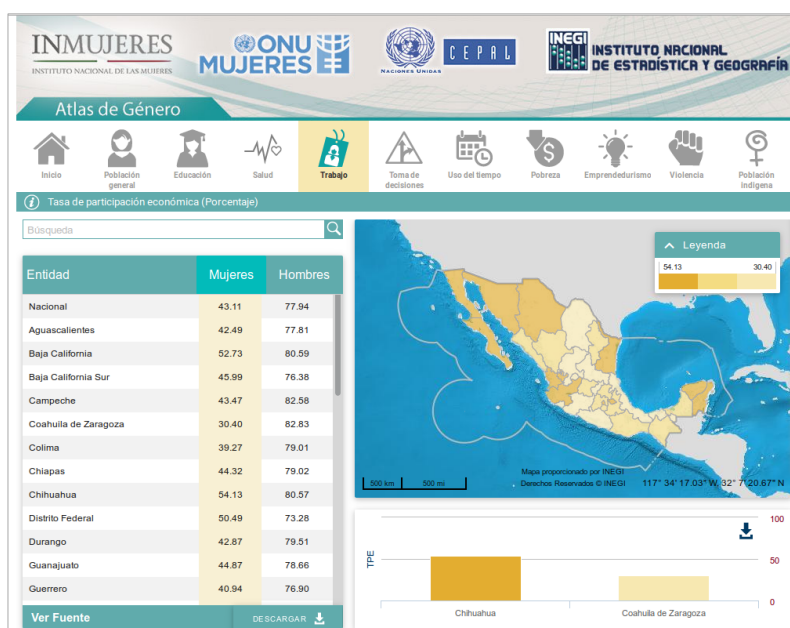 INMUJERES
INSTITUTO NACIONAL DE LAS MUJERES
ONU
MUJERES
NACIONES UNIDAS
CEPAL
INEGI
INSTITUTO NACIONAL
DE ESTADÍSTICA Y GEOGRAFÍA
Atlas de Género
Inicio
Población
general
Educación
Salud
Trabajo
Toma de
decisiones
Uso del tiempo
Pobreza
Emprendedurismo
Violencia
Población
Indígena
i Tasa de participación económica (Porcentaje)
Búsqueda
Entidad Mujeres Hombres
Nacional 43.11 77.94
Aguascalientes 42.49 77.81
Baja California 52.73 80.59
Baja California Sur 45.99 76.38
Campeche 43.47 82.58
Coahuila de Zaragoza 30.40 82.83
Colima 39.27 79.01
Chiapas 44.32 79.02
Chihuahua 54.13 80.57
Distrito Federal 50.49 73.28
Durango 42.87 79.51
Guanajuato 44.87 78.66
Guerrero 40.94 76.90
Ver Fuente DESCARGAR
Leyenda
54.13 30.40
500 km 500 mi
Mapa proporcionado por INEGI
Derechos Reservados © INEGI
117° 34' 17.03" W, 32° 7' 20.67" N
TPE
100
50
0
Chihuahua Coahuila de Zaragoza